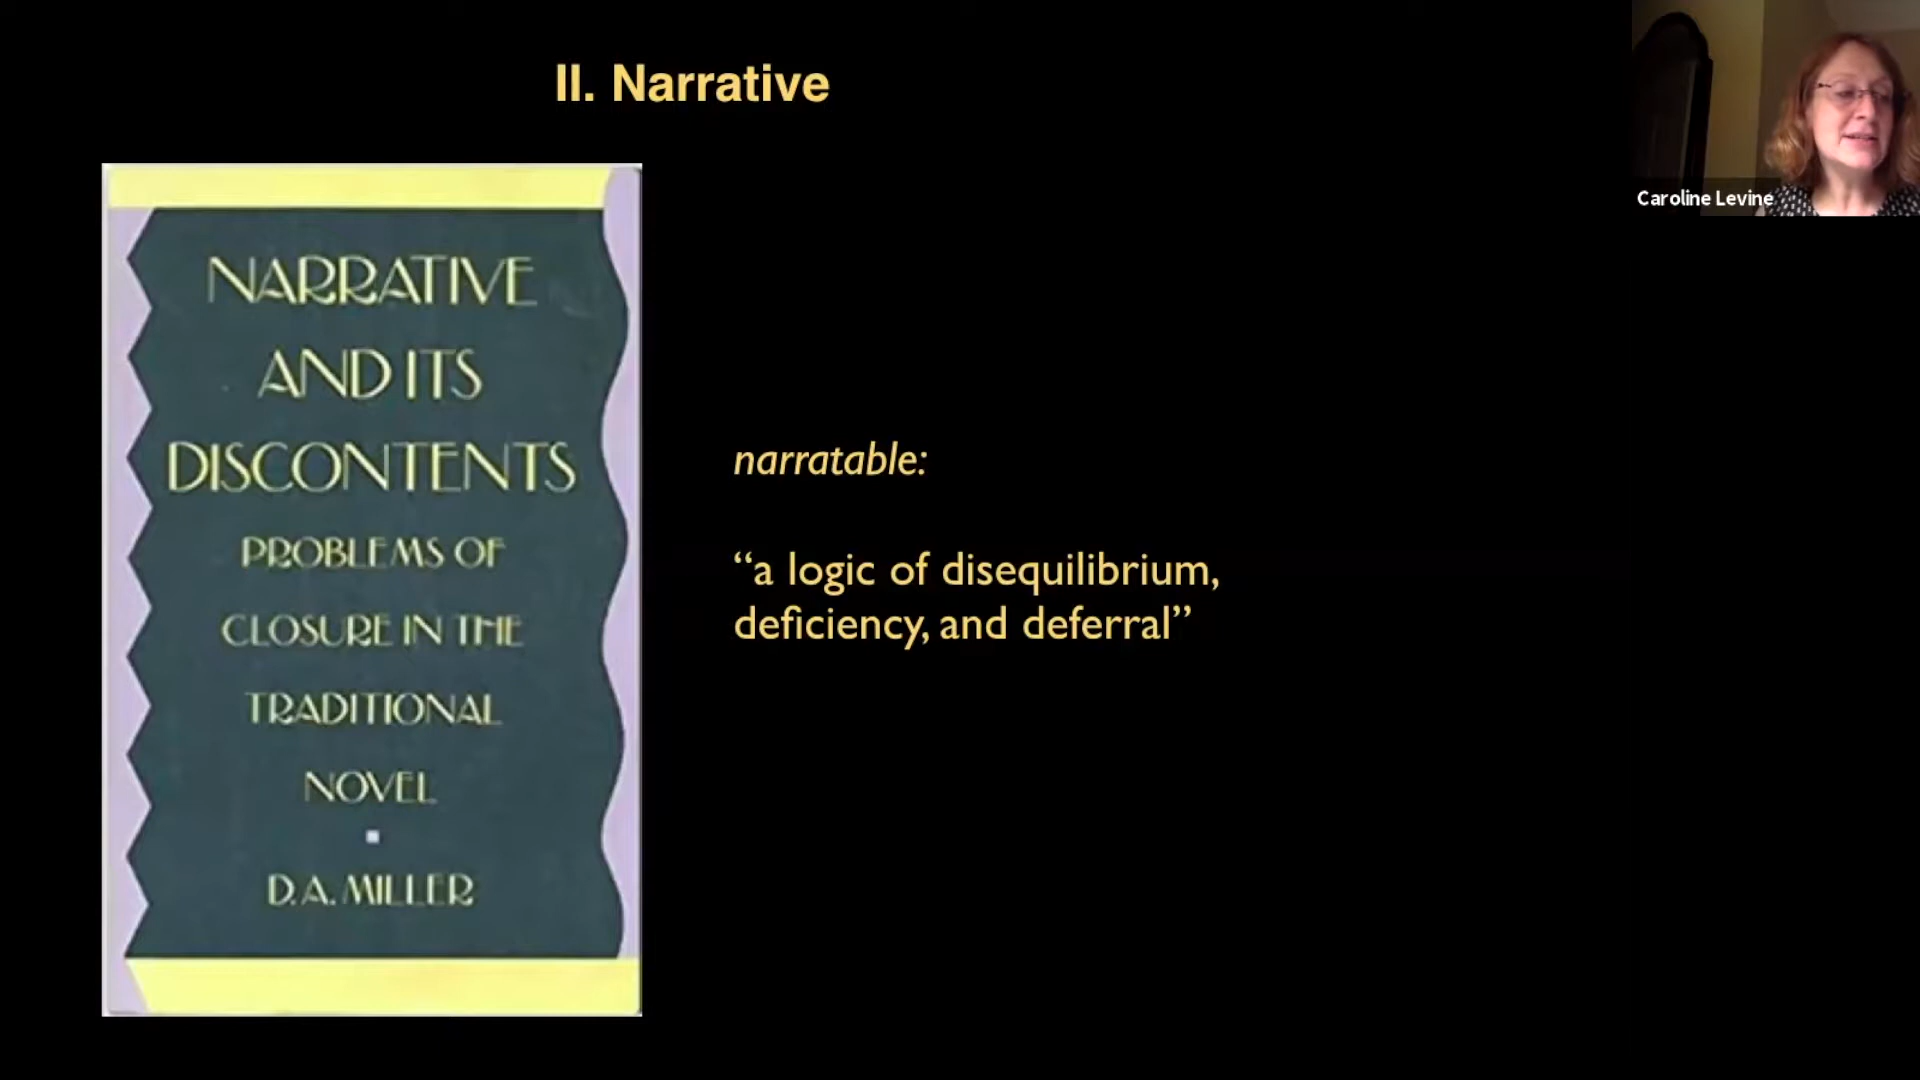 II. Narrative
Caroline Levine
NARRATIVE
AND ITS
DISCONTENTS
PROBLEMS OF
CLOSURE IN THE
TRADITIONAL
NOVEL
D.A. MILLER
narratable:
“a logic of disequilibrium,
deficiency, and deferral”